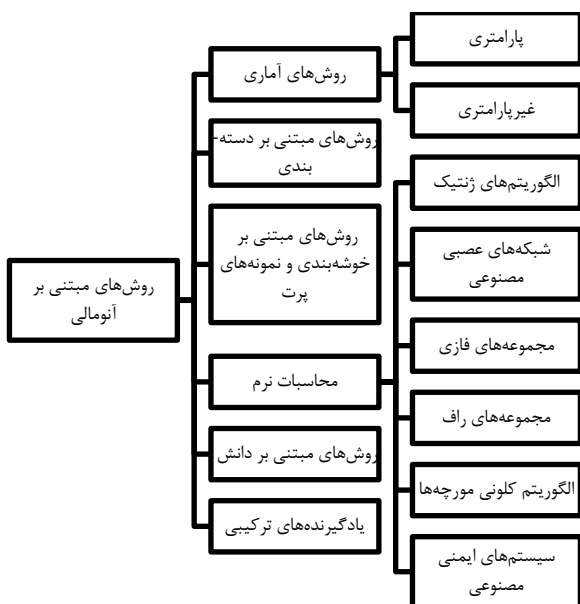 روش‌های مبتنی بر
آنومالی
روش‌های آماری
پارامتری
غیرپارامتری
روش‌های مبتنی بر دسته-
بندی
روش‌های مبتنی بر
خوشه‌بندی و نمونه‌های
پرت
محاسبات نرم
الگوریتم‌های ژنتیک
شبکه‌های عصبی
مصنوعی
مجموعه‌های فازی
مجموعه‌های راف
الگوریتم کلونی مورچه‌ها
سیستم‌های ایمنی
مصنوعی
روش‌های مبتنی بر دانش
یادگیرنده‌های ترکیبی